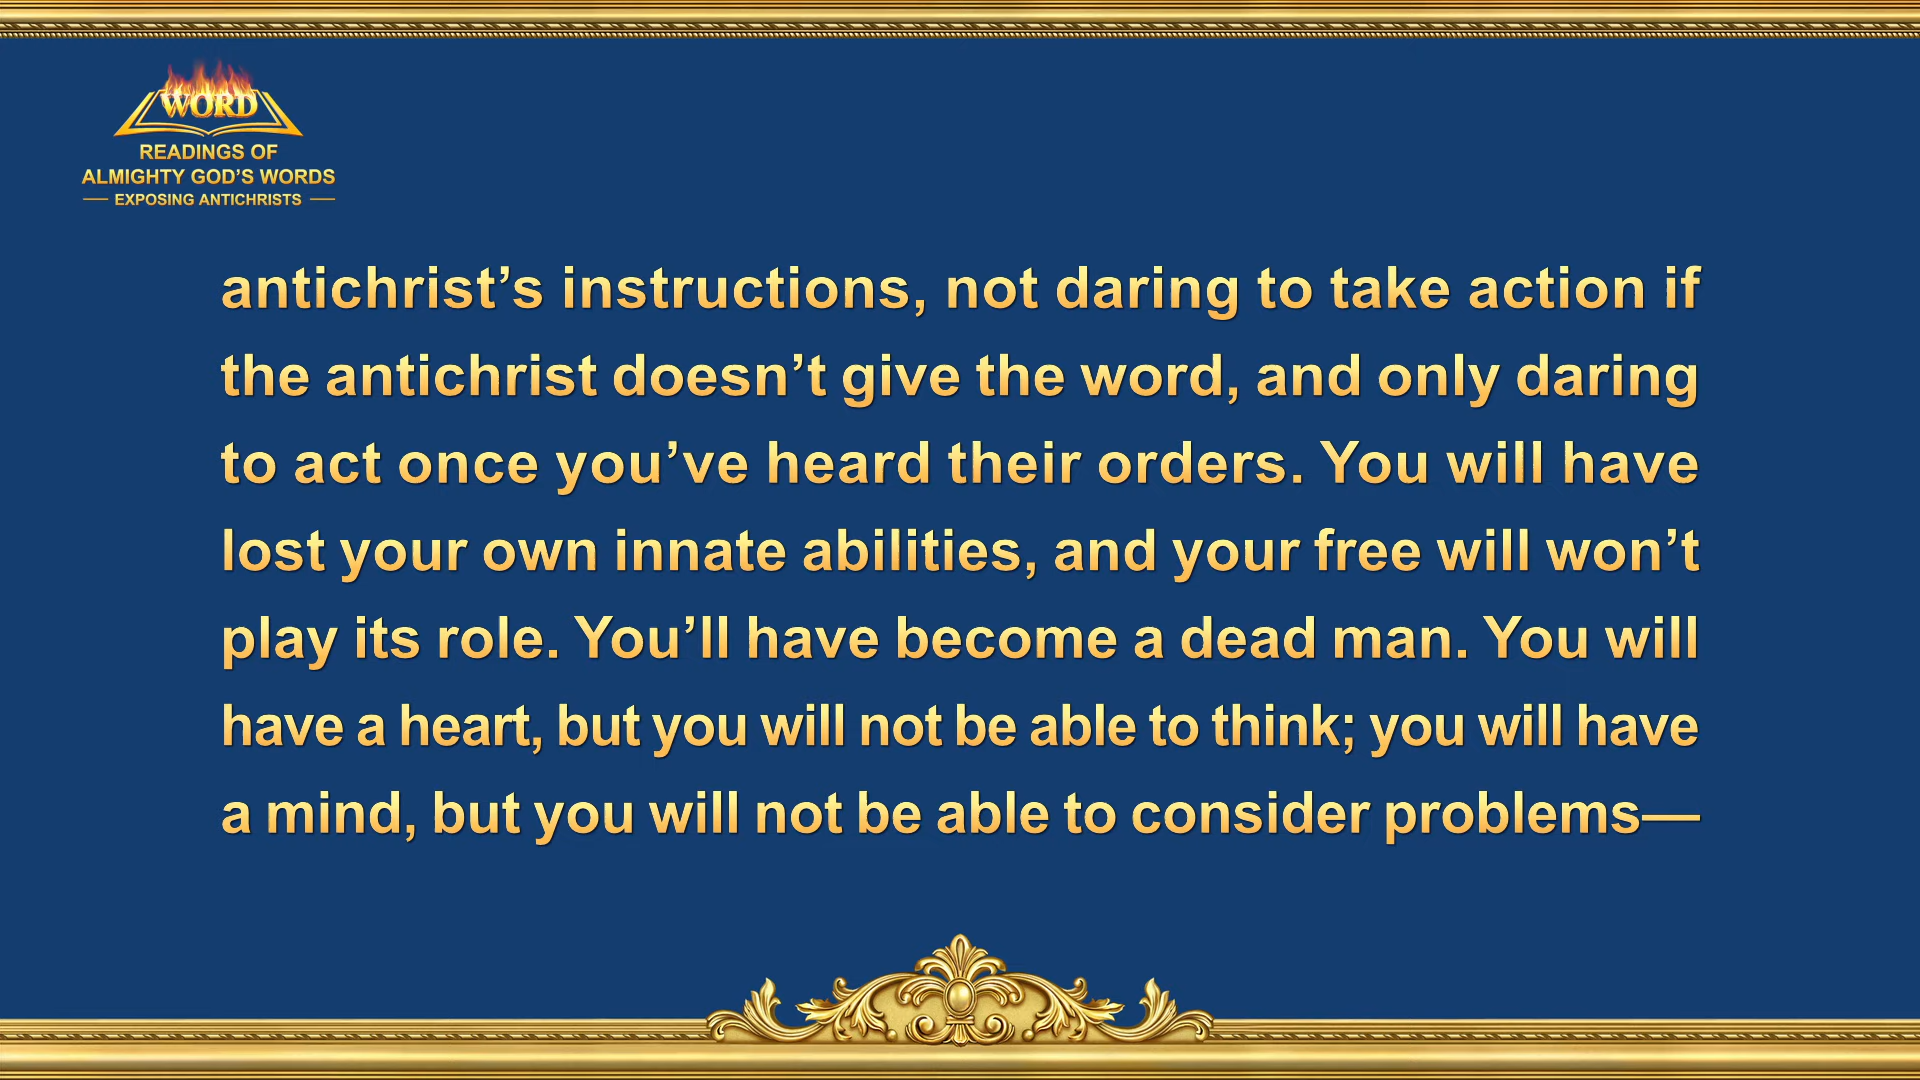 WORD
READINGS OF
ALMIGHTY GOD’S WORDS
EXPOSING ANTICHRISTS
antichrist’s instructions, not daring to take action if
the antichrist doesn’t give the word, and only daring
to act once you’ve heard their orders. You will have
lost your own innate abilities, and your free will won’t
play its role. You’ll have become a dead man. You will
have a heart, but you will not be able to think; you will have
a mind, but you will not be able to consider problems—